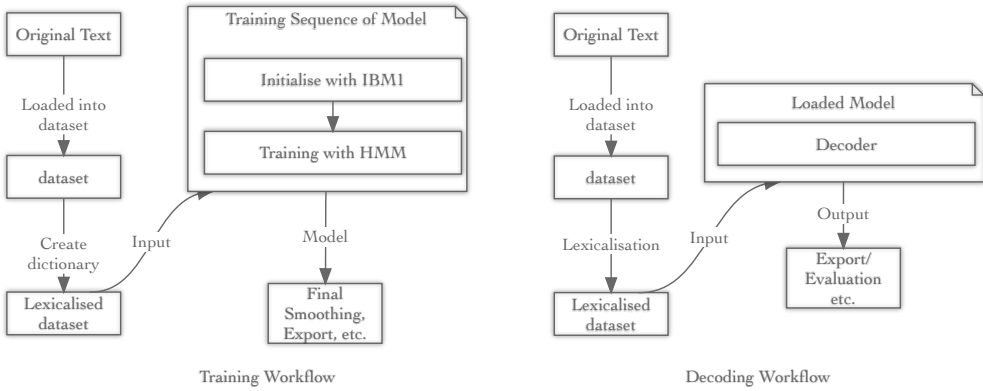 Original Text
Loaded into
dataset
dataset
Create
dictionary
Lexicalised
dataset
Input
Training Sequence of Model
Initialise with IBM1
Training with HMM
Model
Final
Smoothing,
Export, etc.
Training Workflow
Original Text
Loaded into
dataset
dataset
Lexicalisation
Lexicalised
dataset
Input
Loaded Model
Decoder
Output
Export/
Evaluation
etc.
Decoding Workflow